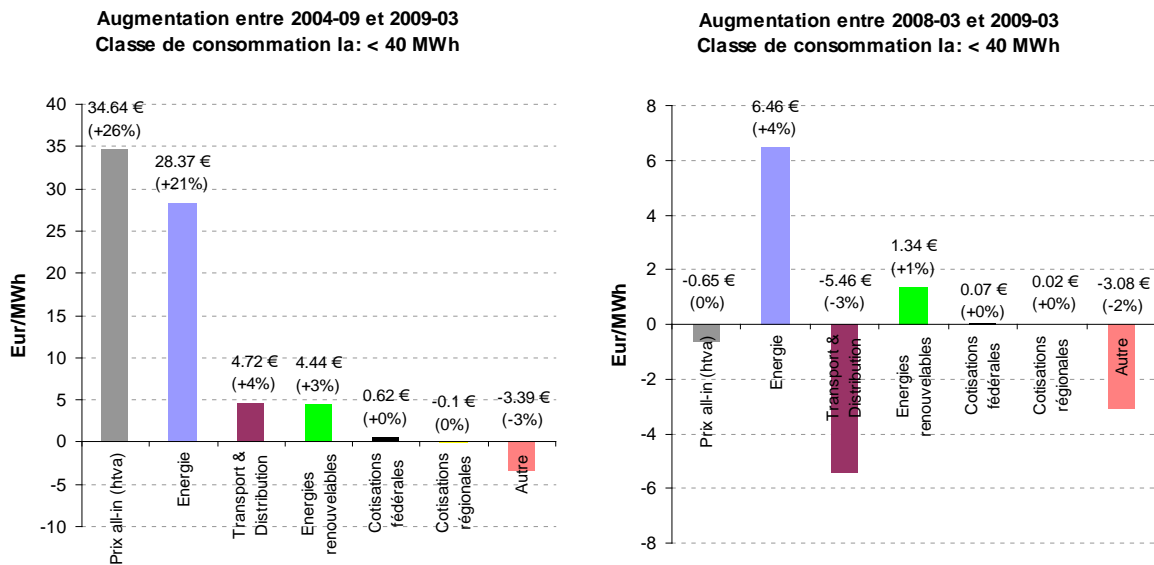 Augmentation entre 2004-09 et 2009-03
Classe de consommation Ia: < 40 MWh
Eur/MWh
40
35
30
25
20
15
10
5
0
-5
-10
34.64 €
(+26%)
28.37 €
(+21%)
4.72 €
(+4%)
4.44 €
(+3%)
0.62 €
(+0%)
-0.1 €
(0%)
-3.39 €
(-3%)
Prix all-in (htva)
Energie
Transport &
Distribution
Energies
renouvelables
Cotisations
fédérales
Cotisations
régionales
Autre
Augmentation entre 2008-03 et 2009-03
Classe de consommation Ia: < 40 MWh
Eur/MWh
8
6
4
2
0
-2
-4
-6
-8
-0.65 €
(0%)
6.46 €
(+4%)
-5.46 €
(-3%)
1.34 €
(+1%)
0.07 €
(+0%)
0.02 €
(+0%)
-3.08 €
(-2%)
Prix all-in (htva)
Energie
Transport &
Distribution
Energies
renouvelables
Cotisations
fédérales
Cotisations
régionales
Autre